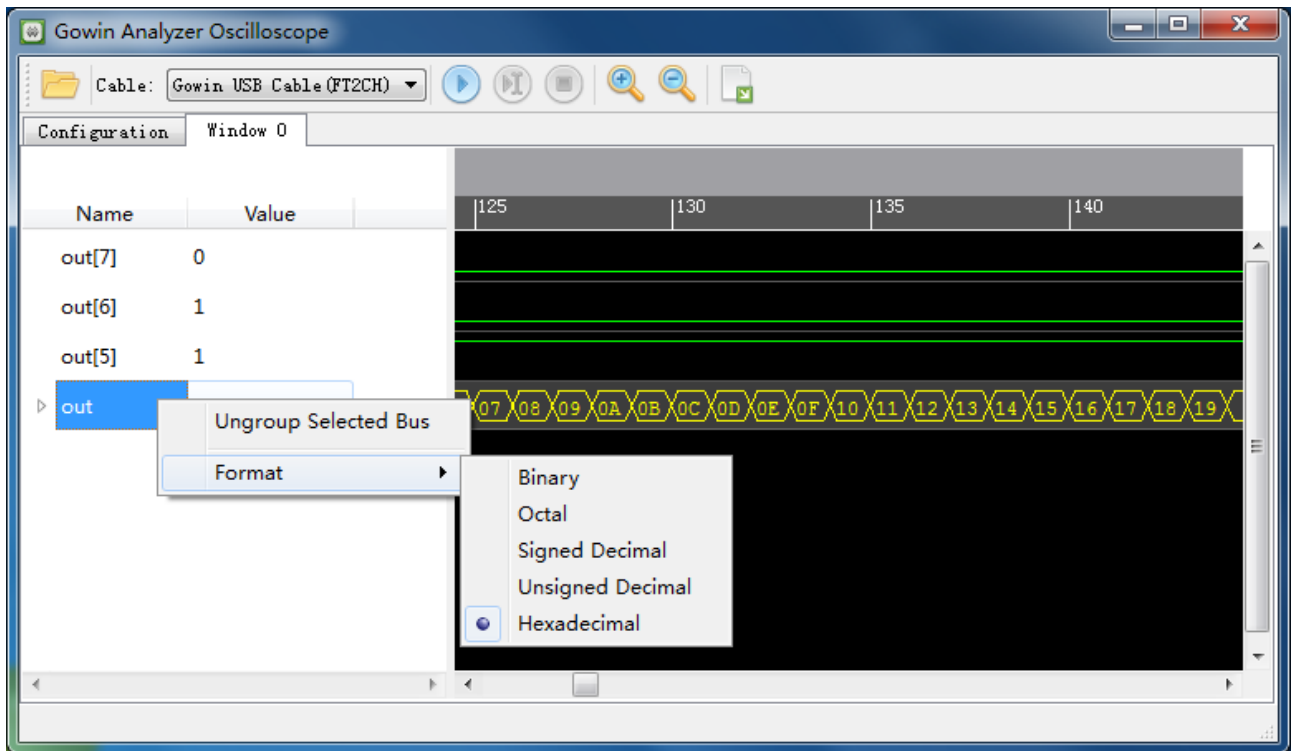 Gowin Analyzer Oscilloscope
Cable: Gowin USB Cable(FT2CH)
Configuration Window 0
Name Value
125 130 135 140
out[7] 0
out[6] 1
out[5] 1
out
07 08 09 0A 0B 0C 0D 0E 0F 10 11 12 13 14 15 16 17 18 19
Ungroup Selected Bus
Format
Binary
Octal
Signed Decimal
Unsigned Decimal
Hexadecimal